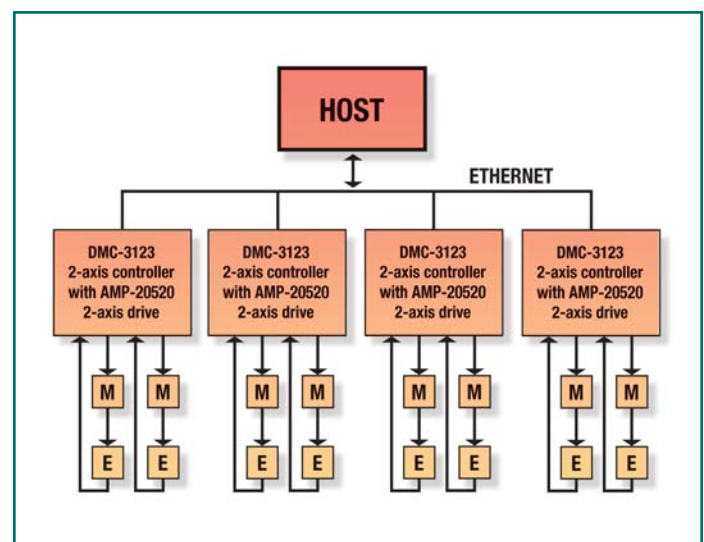 HOST
ETHERNET
DMC-3123
2-axis controller
with AMP-20520
2-axis drive
DMC-3123
2-axis controller
with AMP-20520
2-axis drive
DMC-3123
2-axis controller
with AMP-20520
2-axis drive
DMC-3123
2-axis controller
with AMP-20520
2-axis drive
M M M M M M M M
E E E E E E E E